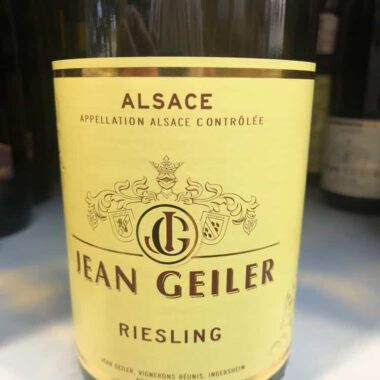 ALSACE
APPELLATION ALSACE CONTRÔLÉE
JG
JEAN GEILER
RIESLING
JEAN GEILER, VIGNERONS RÉUNIS, INGERSHEIM